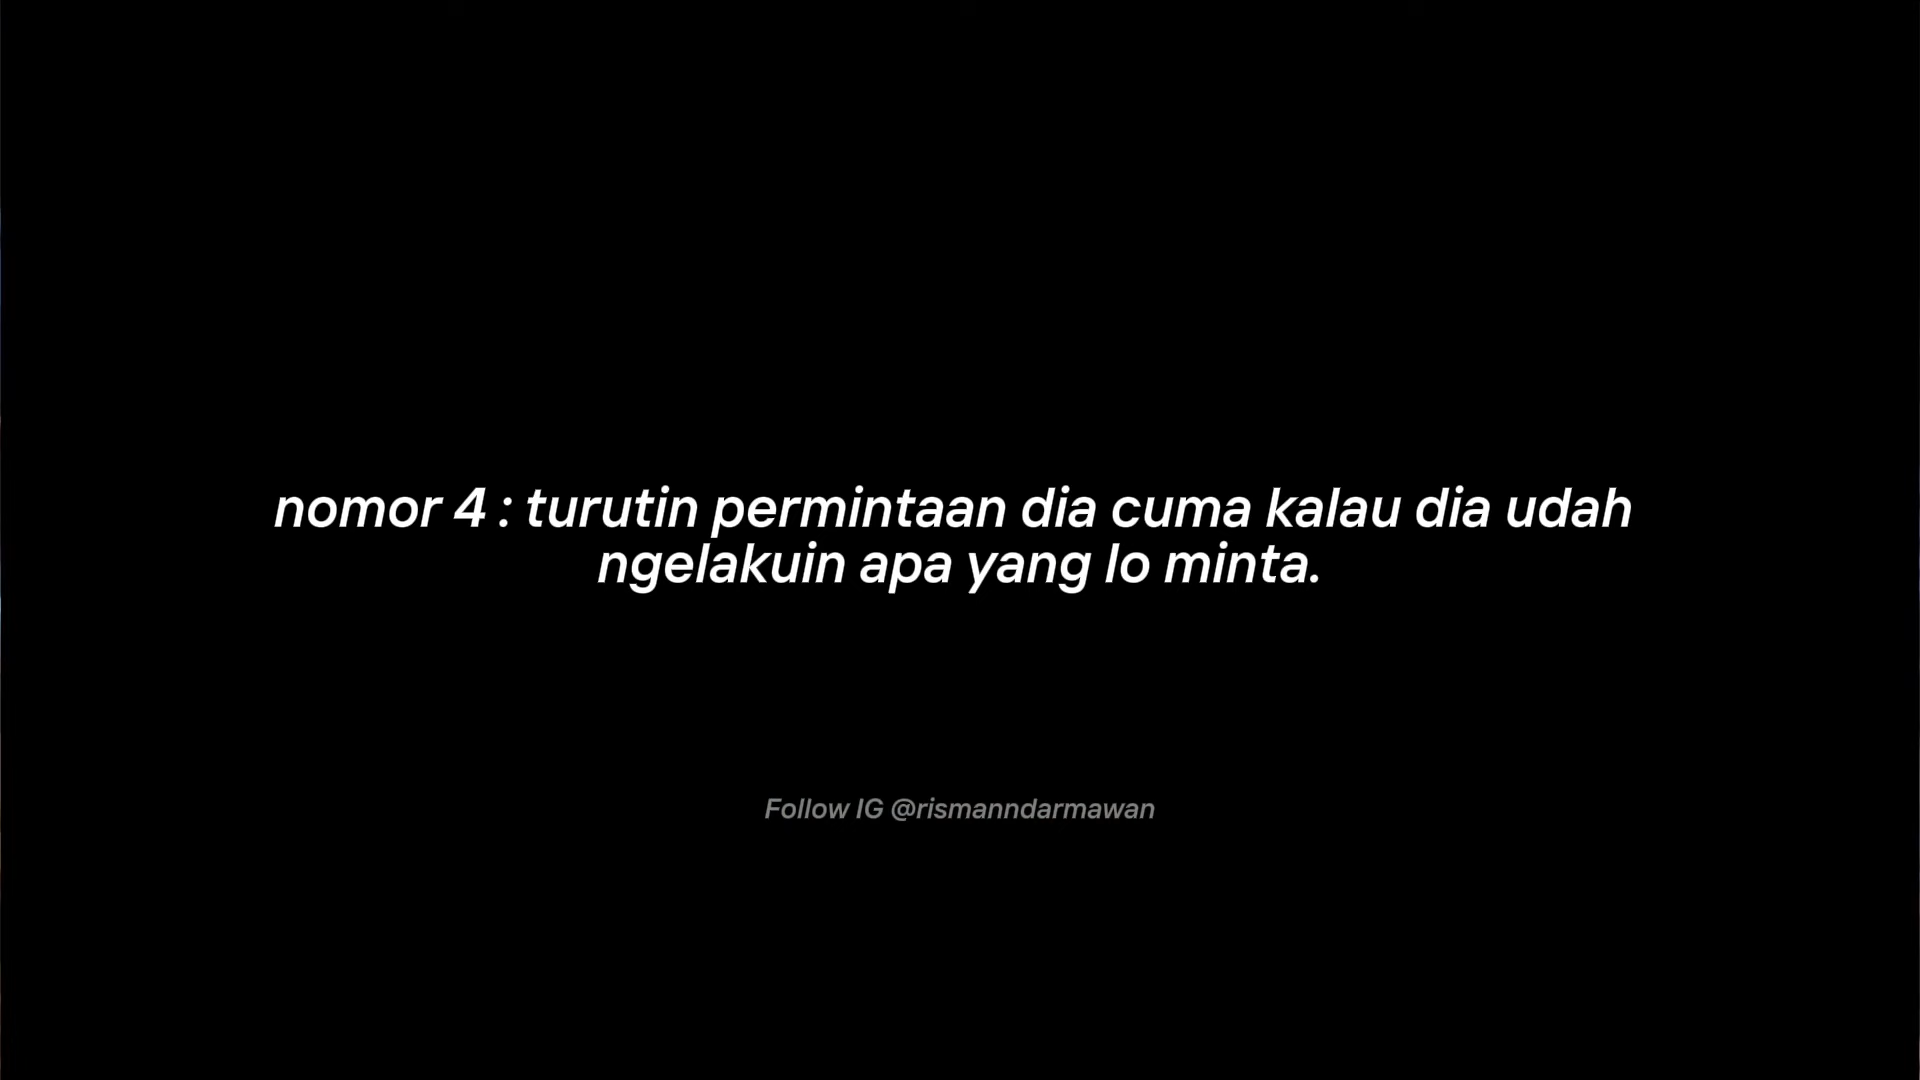 nomor 4 : turutin permintaan dia cuma kalau dia udah
ngelakuin apa yang lo minta.
Follow IG @rismanndarmawan